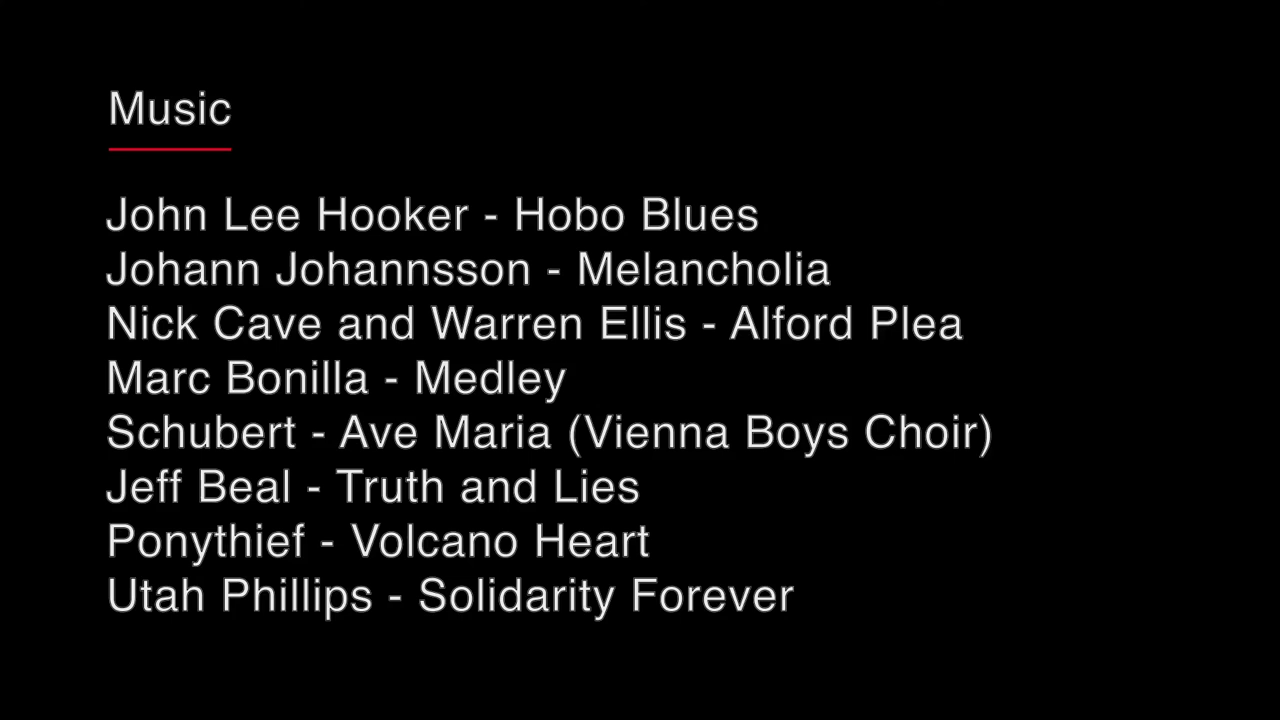 Music
John Lee Hooker - Hobo Blues
Johann Johannsson - Melancholia
Nick Cave and Warren Ellis - Alford Plea
Marc Bonilla - Medley
Schubert - Ave Maria (Vienna Boys Choir)
Jeff Beal - Truth and Lies
Ponythief - Volcano Heart
Utah Phillips - Solidarity Forever